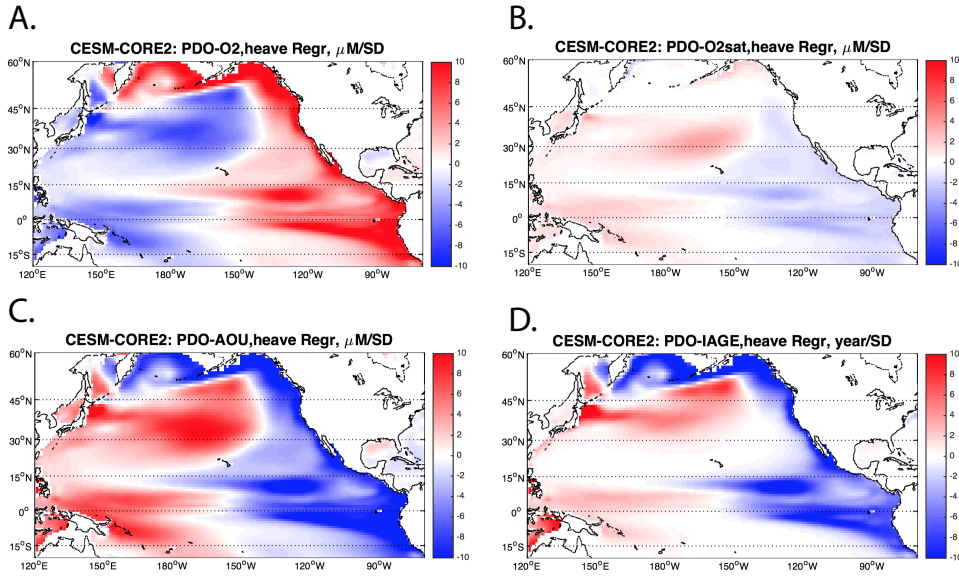 A.
CESM-CORE2: PDO-O2,heave Regr, μM/SD
60°N
45°N
30°N
15°N
0°
15°S
120°E 150°E 180°W 150°W 120°W 90°W
10
8
6
4
2
0
-2
-4
-6
-8
-10
B.
CESM-CORE2: PDO-O2sat,heave Regr, μM/SD
60°N
45°N
30°N
15°N
0°
15°S
120°E 150°E 180°W 150°W 120°W 90°W
10
8
6
4
2
0
-2
-4
-6
-8
-10
C.
CESM-CORE2: PDO-AOU,heave Regr, μM/SD
60°N
45°N
30°N
15°N
0°
15°S
120°E 150°E 180°W 150°W 120°W 90°W
10
8
6
4
2
0
-2
-4
-6
-8
-10
D.
CESM-CORE2: PDO-IAGE,heave Regr, year/SD
60°N
45°N
30°N
15°N
0°
15°S
120°E 150°E 180°W 150°W 120°W 90°W
10
8
6
4
2
0
-2
-4
-6
-8
-10